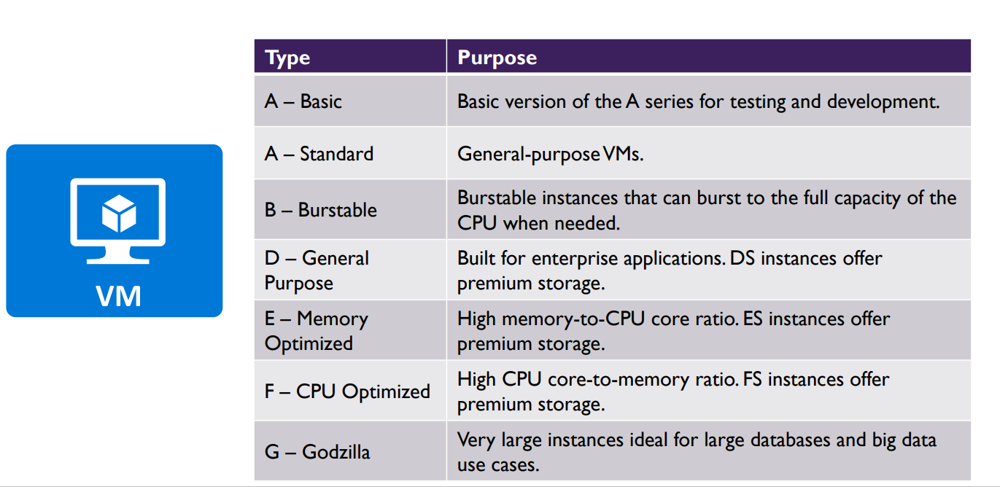 Type Purpose
A – Basic Basic version of the A series for testing and development.
A – Standard General-purpose VMs.
B – Burstable Burstable instances that can burst to the full capacity of the
CPU when needed.
D – General Built for enterprise applications. DS instances offer
Purpose premium storage.
E – Memory High memory-to-CPU core ratio. ES instances offer
Optimized premium storage.
F – CPU Optimized High CPU core-to-memory ratio. FS instances offer
premium storage.
G – Godzilla Very large instances ideal for large databases and big data
use cases.
VM